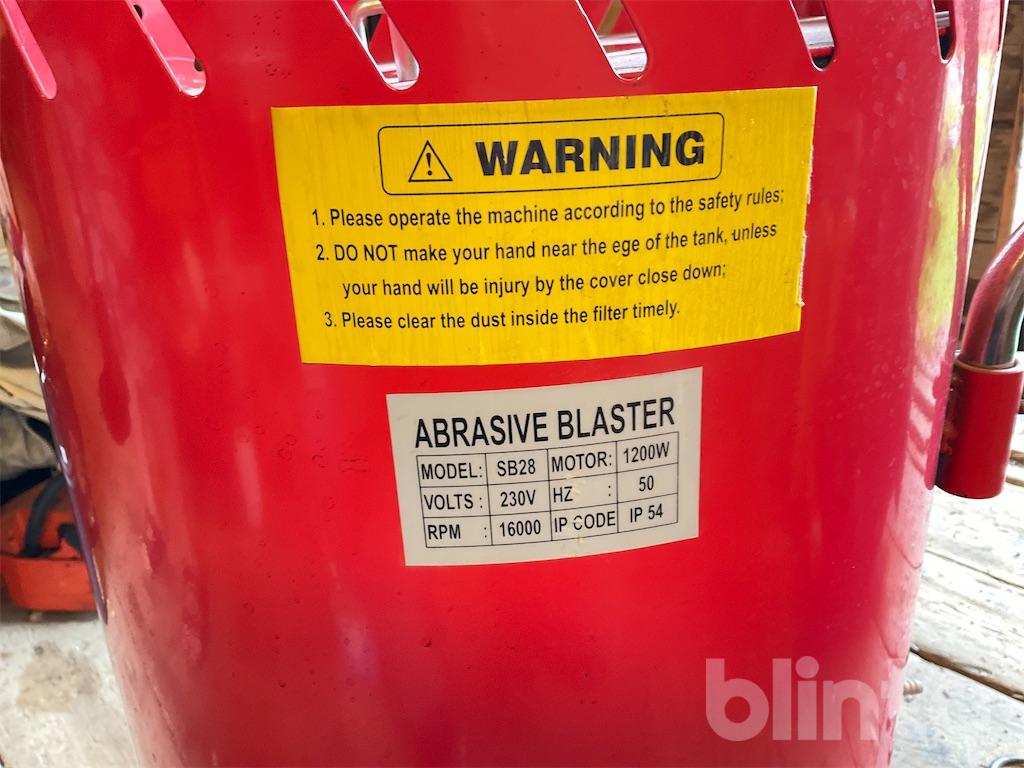 WARNING
1. Please operate the machine according to the safety rules;
2. DO NOT make your hand near the ege of the tank, unless
your hand will be injury by the cover close down;
3. Please clear the dust inside the filter timely.
ABRASIVE BLASTER
MODEL: SB28 MOTOR: 1200W
VOLTS : 230V HZ : 50
RPM : 16000 IP CODE IP 54